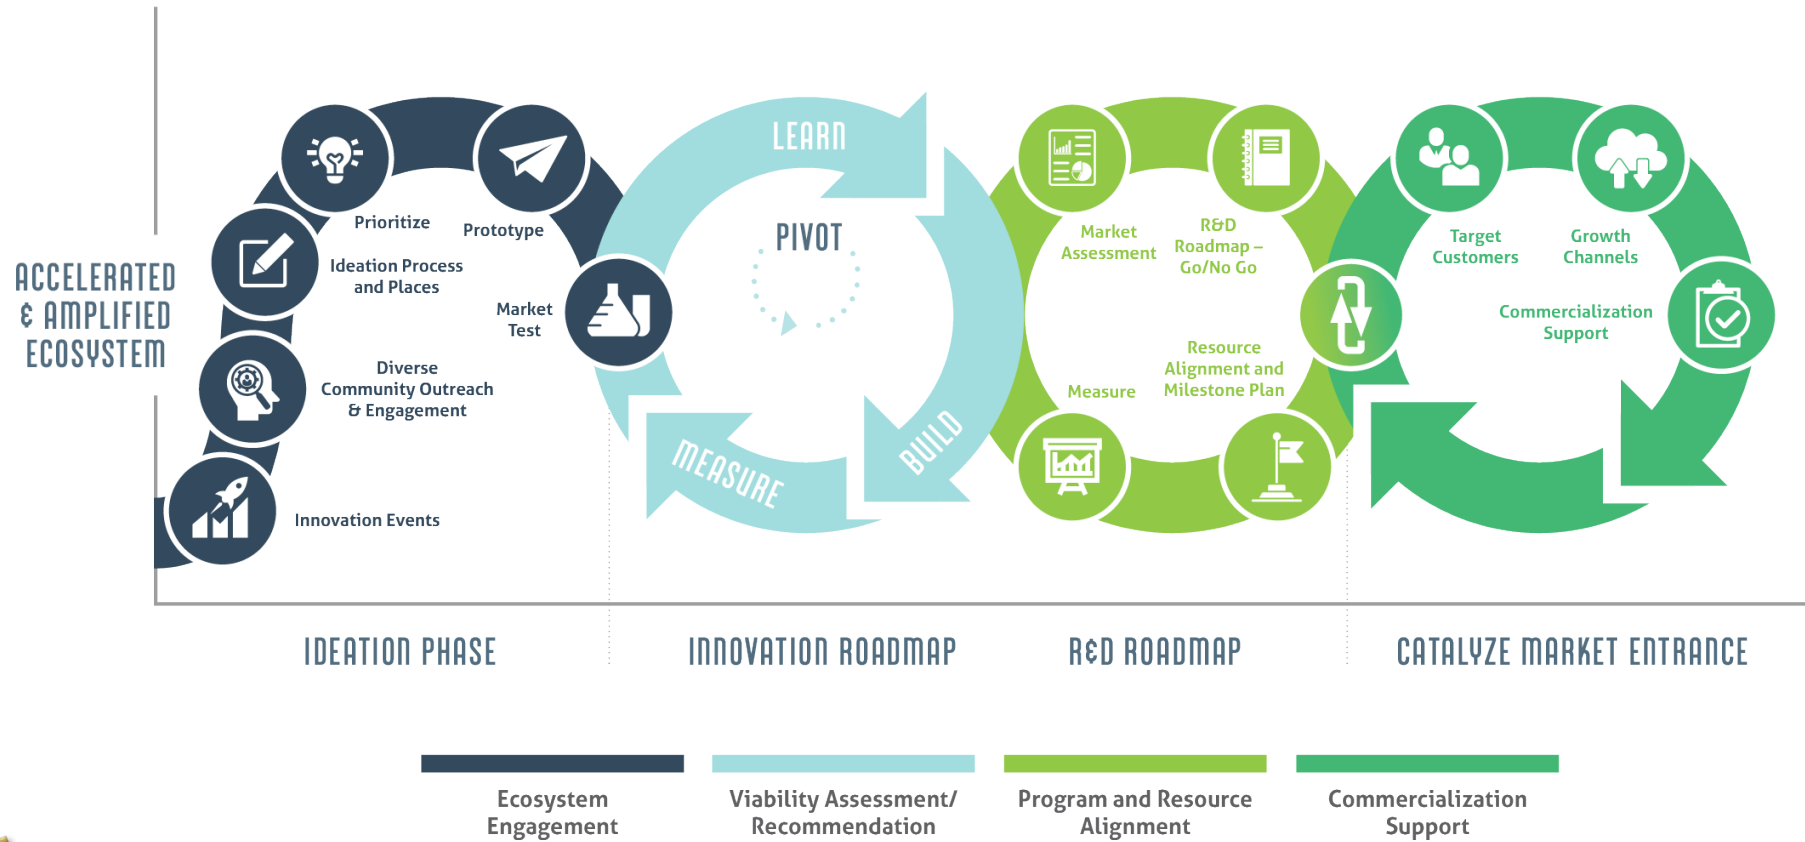 ACCELERATED
& AMPLIFIED
ECOSYSTEM
Innovation Events
Diverse
Community Outreach
& Engagement
Ideation Process
and Places
Prioritize
Prototype
Market
Test
LEARN
PIVOT
BUILD
MEASURE
Market
Assessment
R&D
Roadmap –
Go/No Go
Resource
Alignment and
Milestone Plan
Measure
Target
Customers
Growth
Channels
Commercialization
Support
IDEATION PHASE
INNOVATION ROADMAP
R&D ROADMAP
CATALYZE MARKET ENTRANCE
Ecosystem
Engagement
Viability Assessment/
Recommendation
Program and Resource
Alignment
Commercialization
Support